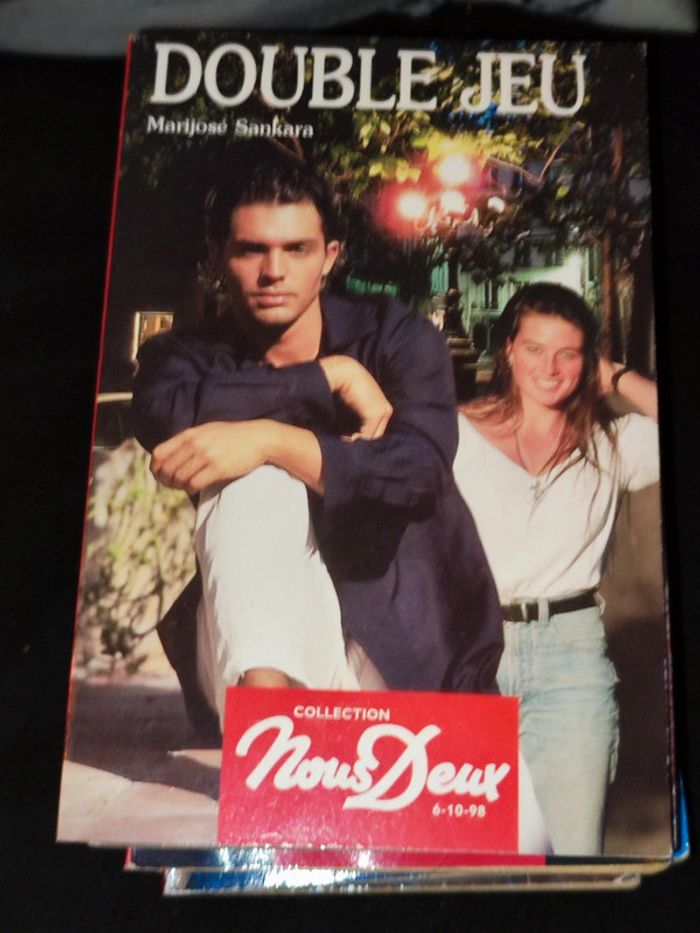 DOUBLE JEU
Marijosé Sankara
COLLECTION
Nous Deux
6-10-98